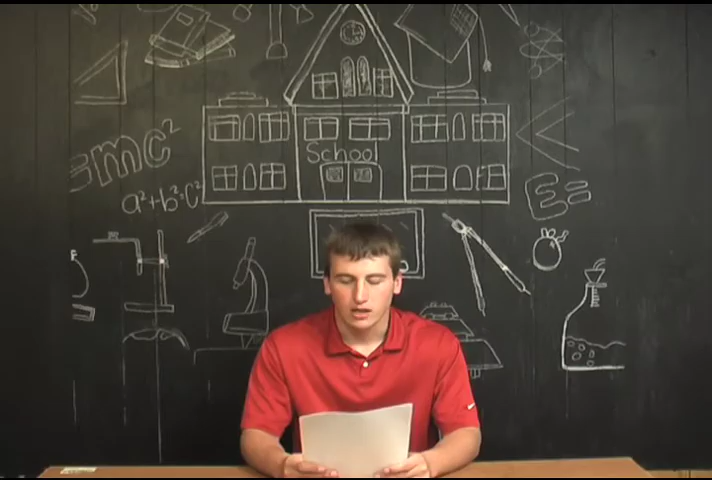 =mc²
a²+b²=c²
School
E=